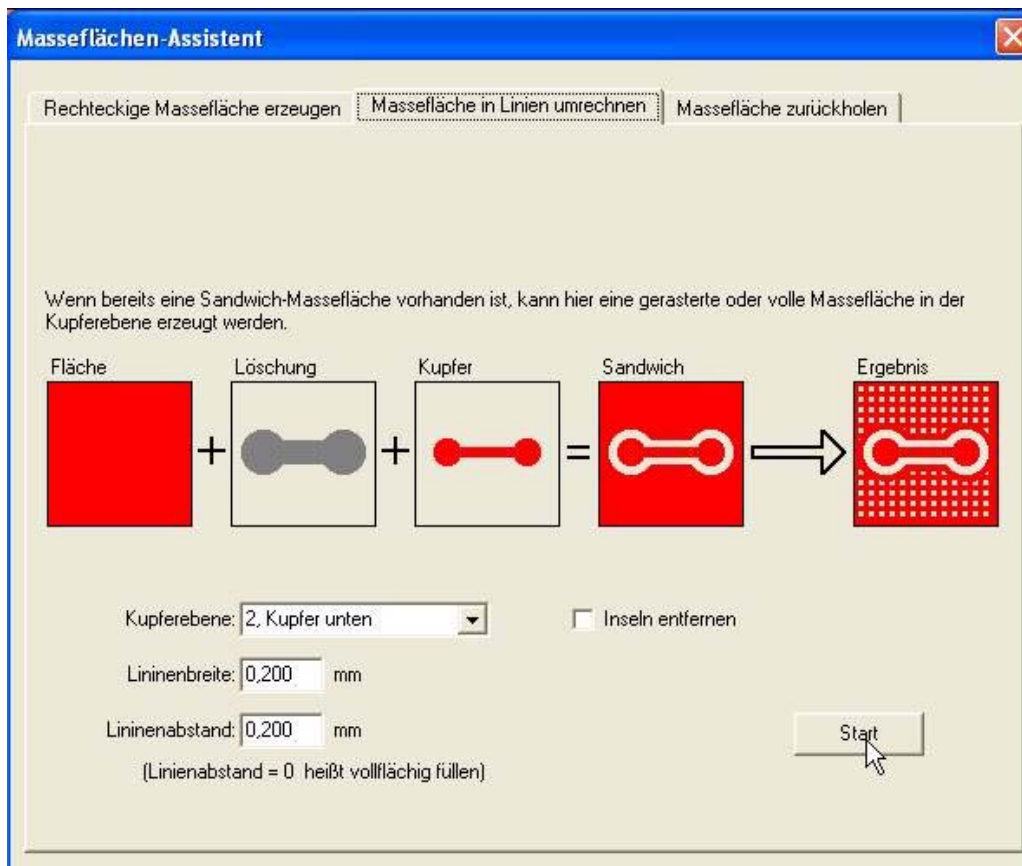 Masseflächen-Assistent
Rechteckige Massefläche erzeugen
Massefläche in Linien umrechnen
Massefläche zurückholen
Wenn bereits eine Sandwich-Massefläche vorhanden ist, kann hier eine gerasterte oder volle Massefläche in der
Kupferebene erzeugt werden.
Fläche
Löschung
Kupfer
Sandwich
Ergebnis
+
+
=
Kupferebene: 2, Kupfer unten
Inseln entfernen
Lininenbreite: 0,200 mm
Lininenabstand: 0,200 mm
Start
(Linienabstand = 0 heißt vollflächig füllen)